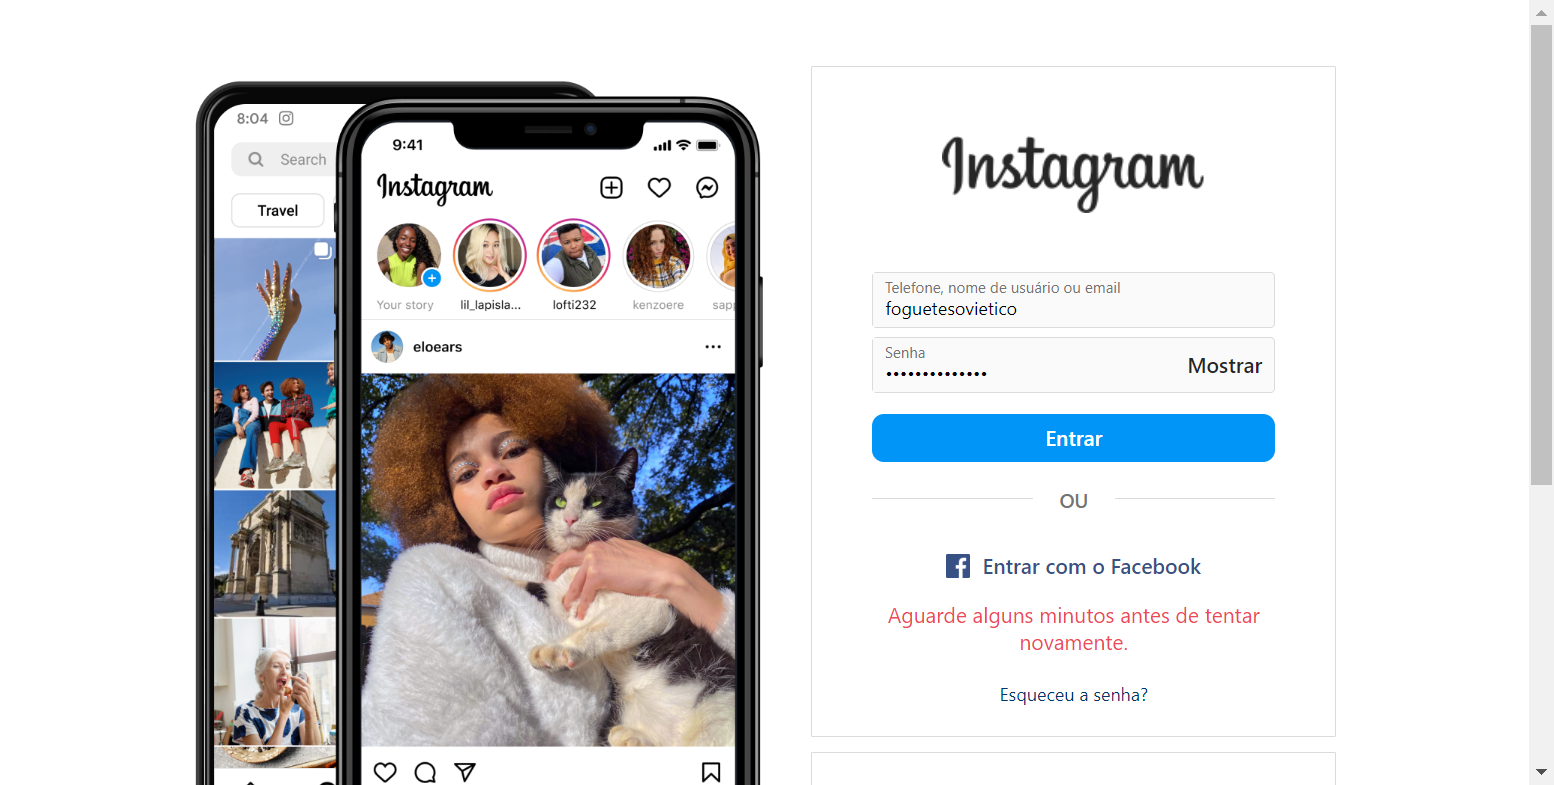 8:04
Search
Travel
9:41
Instagram
Your story
lil_lapisla...
lofti232
kenzoere
sapp
eloears
Instagram
Telefone, nome de usuário ou email
foguetesovietico
Senha
••••••••••••••
Mostrar
Entrar
OU
Entrar com o Facebook
Aguarde alguns minutos antes de tentar
novamente.
Esqueceu a senha?